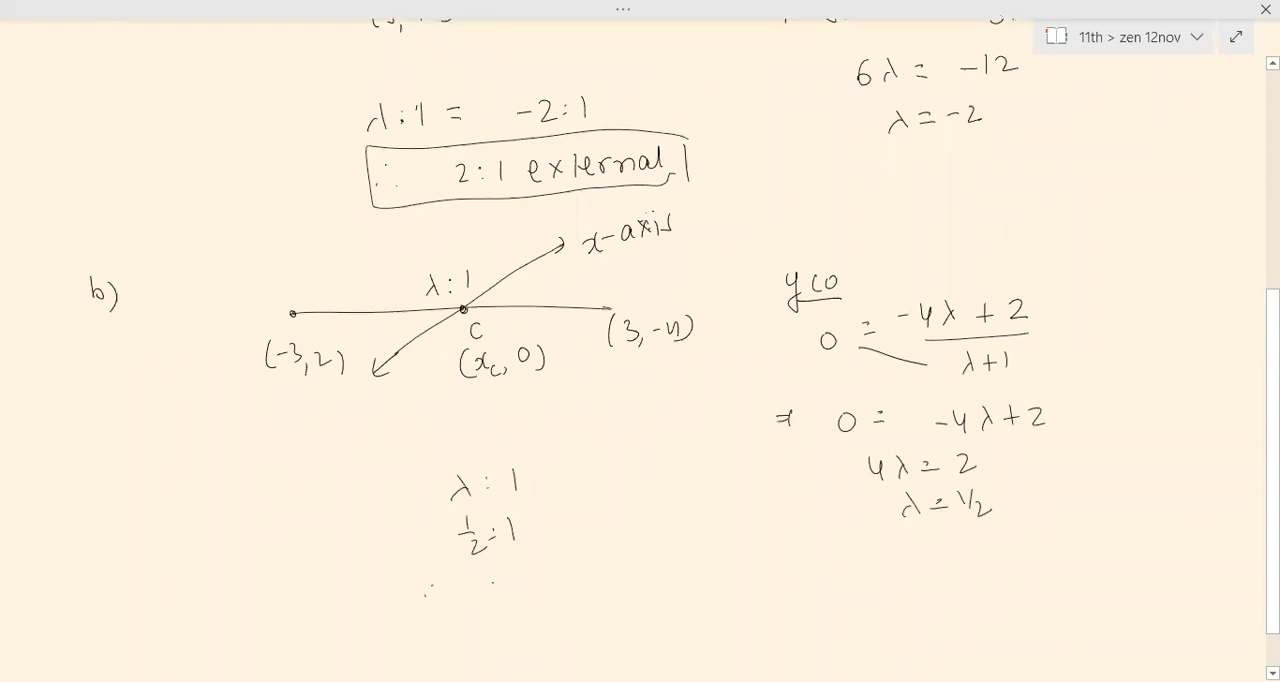 11th > zen 12nov
6λ = -12
λ = -2
λ : 1 = -2 : 1
∴ 2 : 1 external
x-axis
b)
λ : 1
C
(-3, 2)
(x_c, 0)
(3, -4)
y co
0 = (-4λ + 2)/(λ + 1)
⇒ 0 = -4λ + 2
4λ = 2
λ = 1/2
λ : 1
1/2 : 1
∴